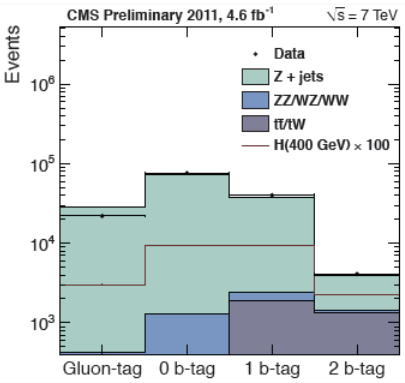 CMS Preliminary 2011, 4.6 fb⁻¹ √s = 7 TeV
Events
Data
Z + jets
ZZ/WZ/WW
tt̄/tW
H(400 GeV) × 100
10⁶
10⁵
10⁴
10³
Gluon-tag 0 b-tag 1 b-tag 2 b-tag